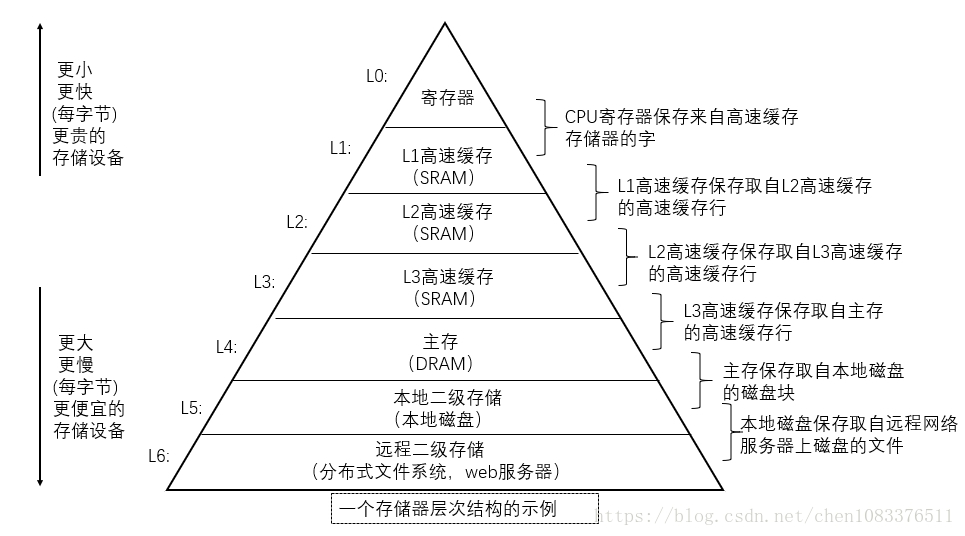 更小
更快
(每字节)
更贵的
存储设备
更大
更慢
(每字节)
更便宜的
存储设备
L0:
寄存器
L1:
L1高速缓存
(SRAM)
L2:
L2高速缓存
(SRAM)
L3:
L3高速缓存
(SRAM)
L4:
主存
(DRAM)
L5:
本地二级存储
(本地磁盘)
L6:
远程二级存储
(分布式文件系统，web服务器)
CPU寄存器保存来自高速缓存
存储器的字
L1高速缓存保存取自L2高速缓存
的高速缓存行
L2高速缓存保存取自L3高速缓存
的高速缓存行
L3高速缓存保存取自主存
的高速缓存行
主存保存取自本地磁盘
的磁盘块
本地磁盘保存取自远程网络
服务器上磁盘的文件
一个存储器层次结构的示例
https://blog.csdn.net/chen1083376511